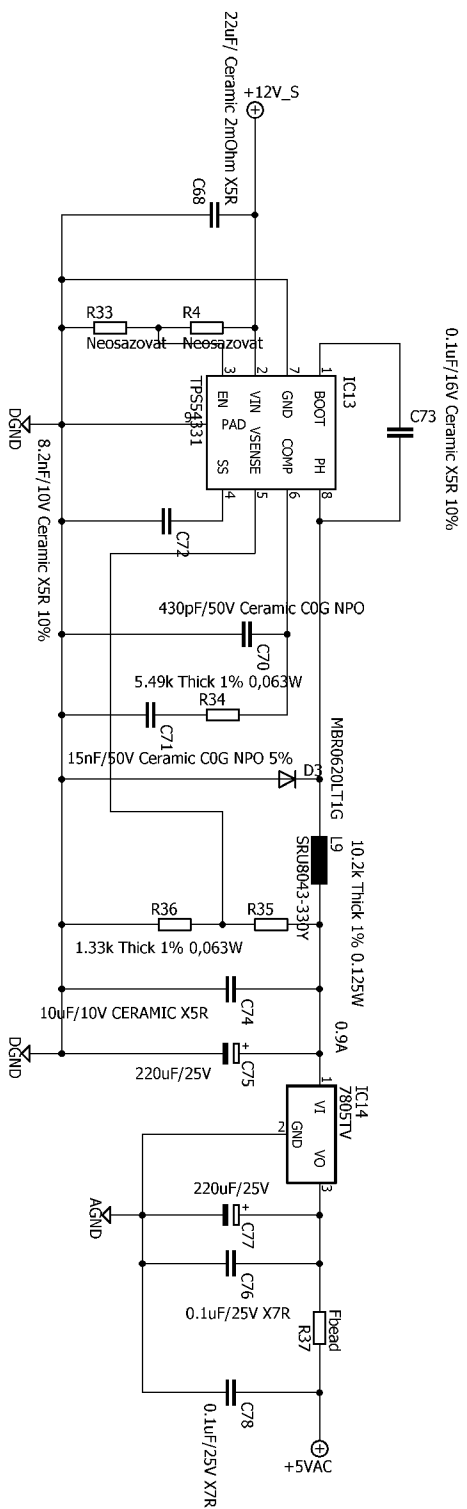 22uF/ Ceramic 2mOhm X5R
+12V_S
C68
R33
Neosazovat
R4
Neosazovat
0.1uF/16V Ceramic X5R 10%
C73
IC13
TPS54331
3
2
7
1
EN
VIN
GND
BOOT
PAD
SS
VSENSE
COMP
PH
4
5
6
8
DGND
8.2nF/10V Ceramic X5R 10%
C72
430pF/50V Ceramic C0G NPO
C70
5.49k Thick 1% 0,063W
R34
C71
15nF/50V Ceramic C0G NPO 5%
D3
MBR0620LT1G
L9
SRU8043-330Y
10.2k Thick 1% 0.125W
R36
R35
1.33k Thick 1% 0,063W
C74
10uF/10V CERAMIC X5R
0.9A
DGND
220uF/25V
+
C75
IC14
7805TV
1
VI
2
GND
VO
3
AGND
220uF/25V
+
C77
C76
0.1uF/25V X7R
Fbead
R37
C78
0.1uF/25V X7R
+5VAC